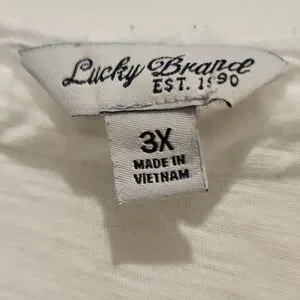 Lucky Brand
EST. 1990
3X
MADE IN
VIETNAM